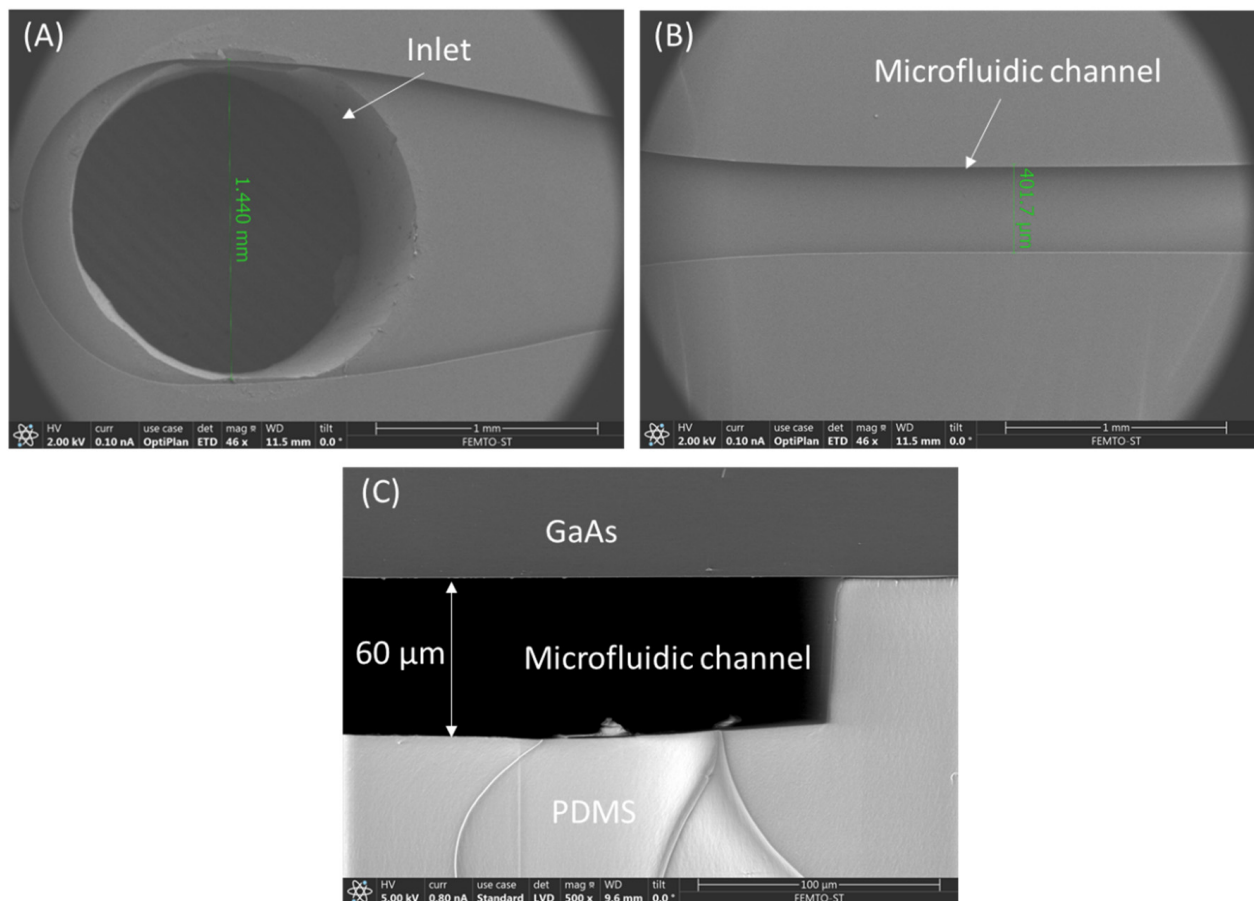 (A)
Inlet
1.440 mm
HV curr use case det mag WD tilt 1 mm
2.00 kV 0.10 nA OptiPlan ETD 46 x 11.5 mm 0.0 ° FEMTO-ST
(B)
Microfluidic channel
401.7 µm
HV curr use case det mag WD tilt 1 mm
2.00 kV 0.10 nA OptiPlan ETD 46 x 11.5 mm 0.0 ° FEMTO-ST
(C)
GaAs
60 µm
Microfluidic channel
PDMS
HV curr use case det mag WD tilt 100 µm
5.00 kV 0.80 nA Standard LVD 500 x 9.6 mm 0.0 ° FEMTO-ST